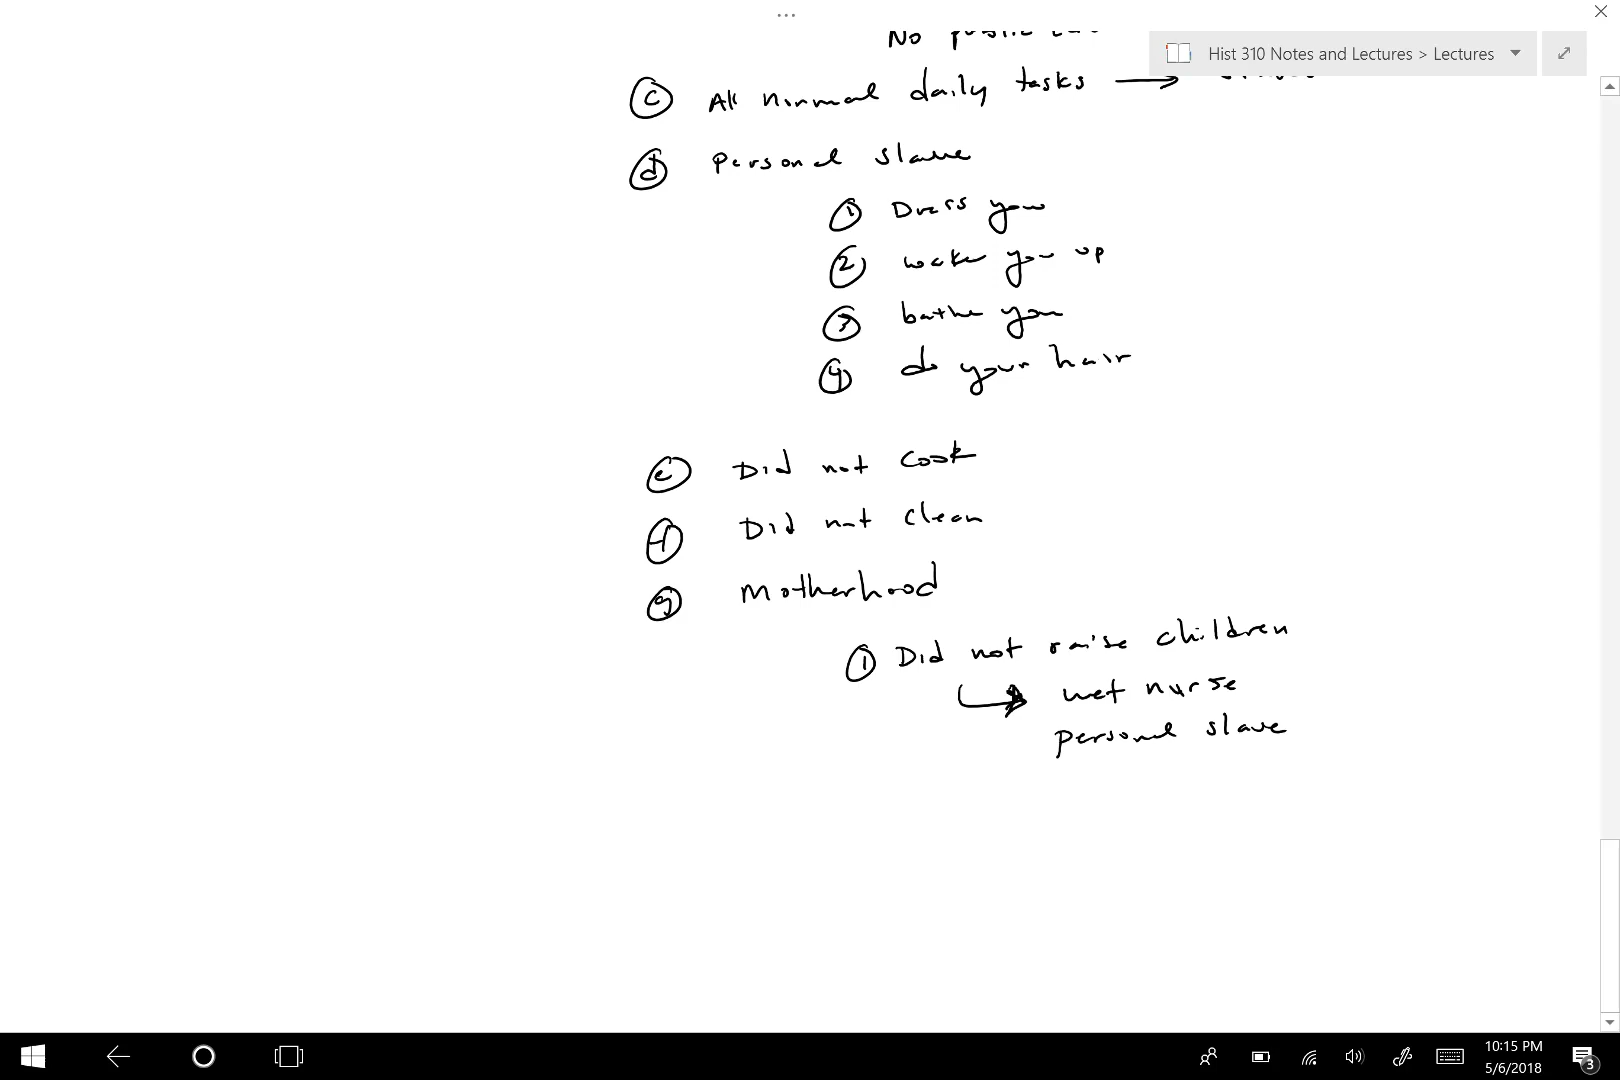 ...
No public
Hist 310 Notes and Lectures > Lectures
c All normal daily tasks →
d Personal slave
1 Dress you
2 wake you up
3 bathe you
4 do your hair
e Did not cook
f Did not clean
g Motherhood
1 Did not raise children
→ wet nurse
personal slave
10:15 PM
5/6/2018
3